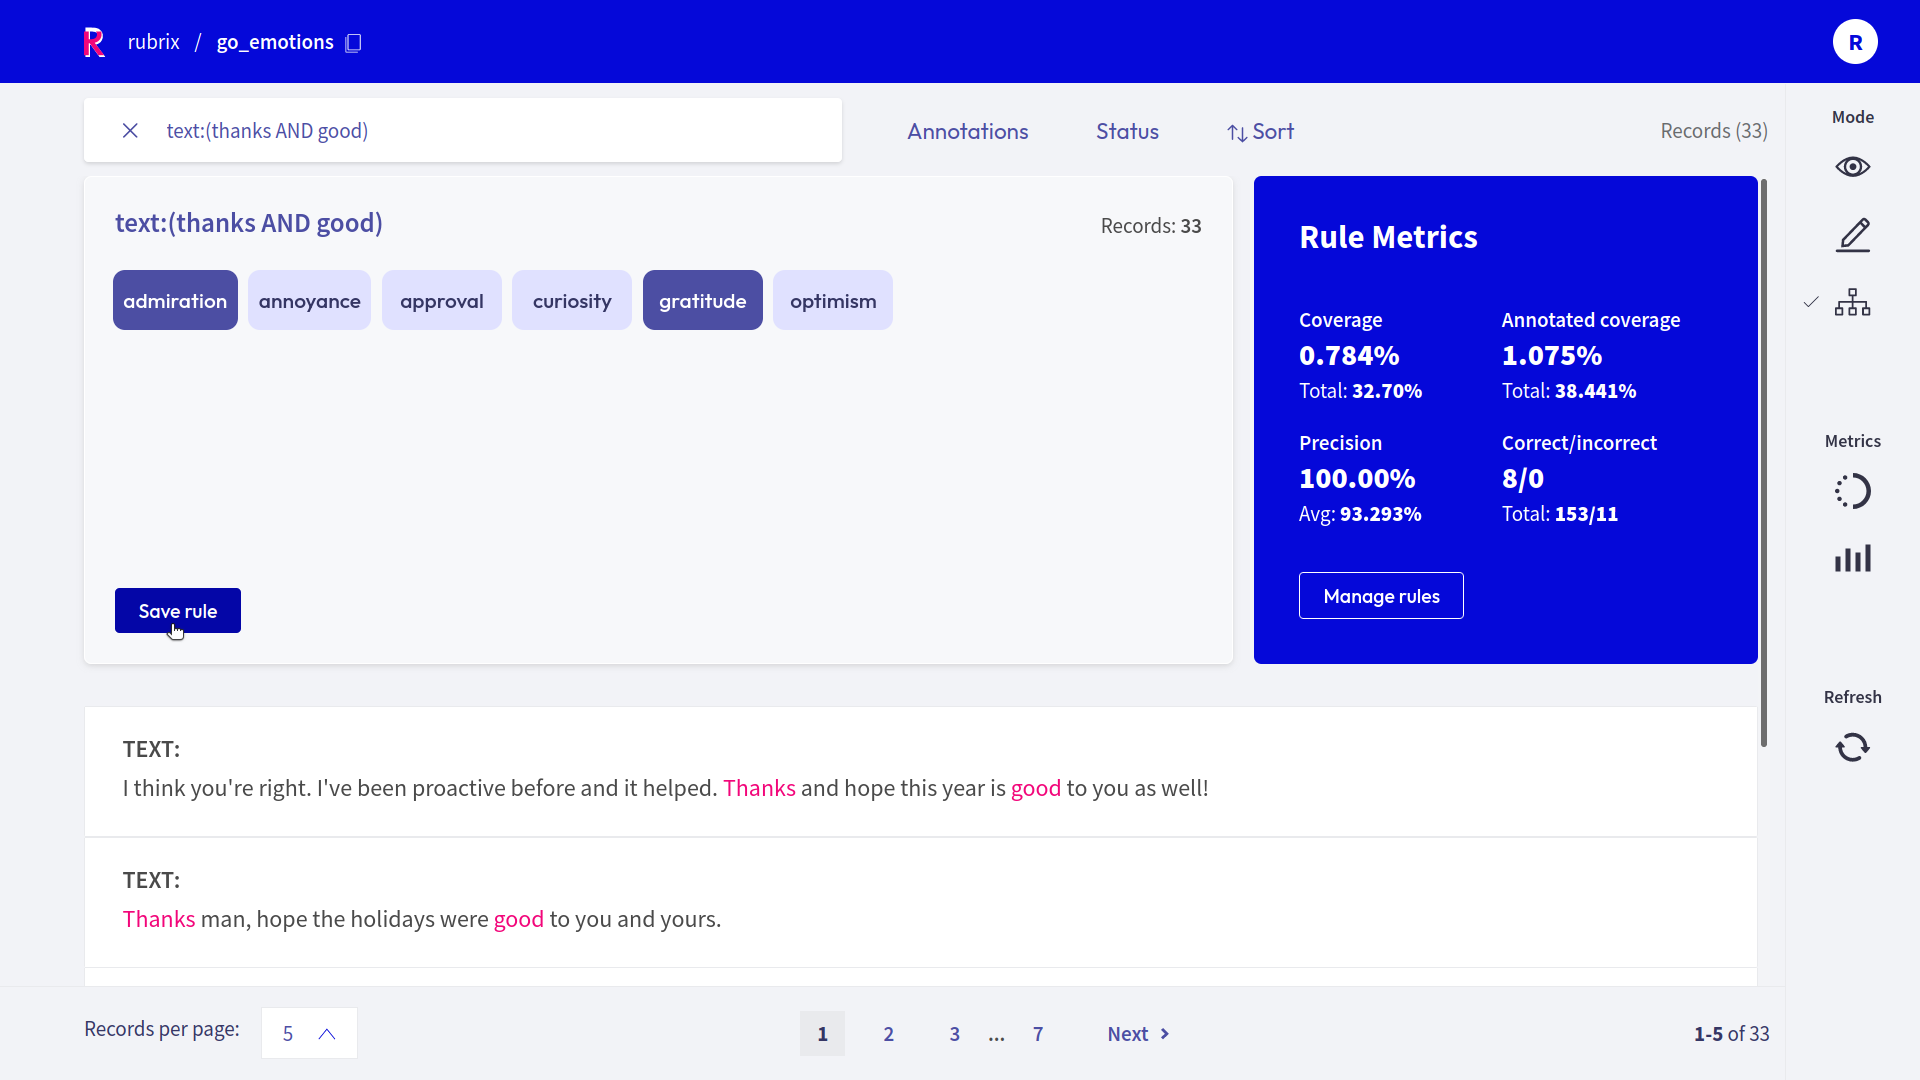 R rubrix / go_emotions
R
text:(thanks AND good)
Annotations
Status
Sort
Records (33)
text:(thanks AND good)
Records: 33
admiration
annoyance
approval
curiosity
gratitude
optimism
Save rule
Rule Metrics
Coverage
0.784%
Total: 32.70%
Annotated coverage
1.075%
Total: 38.441%
Precision
100.00%
Avg: 93.293%
Correct/incorrect
8/0
Total: 153/11
Manage rules
Mode
Metrics
Refresh
TEXT:
I think you're right. I've been proactive before and it helped. Thanks and hope this year is good to you as well!
TEXT:
Thanks man, hope the holidays were good to you and yours.
Records per page:
5
1
2
3
...
7
Next
1-5 of 33